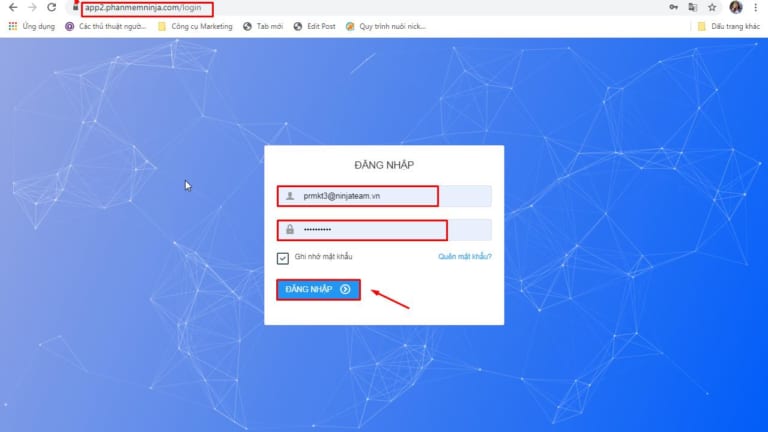 app2.phanmemninja.com/login
Ứng dụng
Các thủ thuật ngườ...
Công cụ Marketing
Tab mới
Edit Post
Quy trình nuôi nick...
Dấu trang khác
ĐĂNG NHẬP
prmkt3@ninjateam.vn
••••••••••
Ghi nhớ mật khẩu
Quên mật khẩu?
ĐĂNG NHẬP